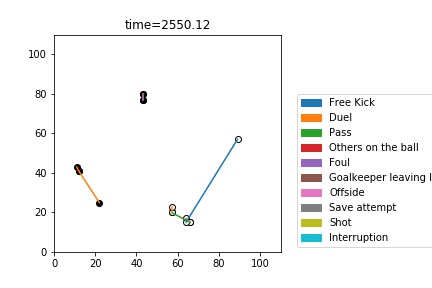 time=2550.12
100
80
60
40
20
0
0 20 40 60 80 100
Free Kick
Duel
Pass
Others on the ball
Foul
Goalkeeper leaving l
Offside
Save attempt
Shot
Interruption